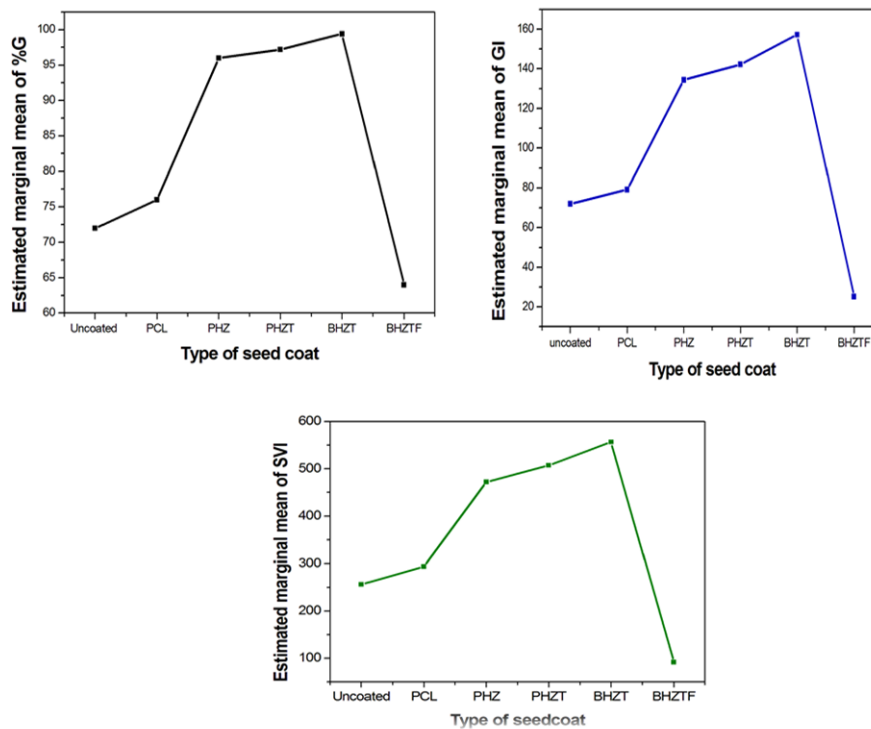 Estimated marginal mean of %G
100
95
90
85
80
75
70
65
60
Uncoated PCL PHZ PHZT BHZT BHZTF
Type of seed coat
Estimated marginal mean of GI
160
140
120
100
80
60
40
20
uncoated PCL PHZ PHZT BHZT BHZTF
Type of seed coat
Estimated marginal mean of SVI
600
500
400
300
200
100
Uncoated PCL PHZ PHZT BHZT BHZTF
Type of seedcoat